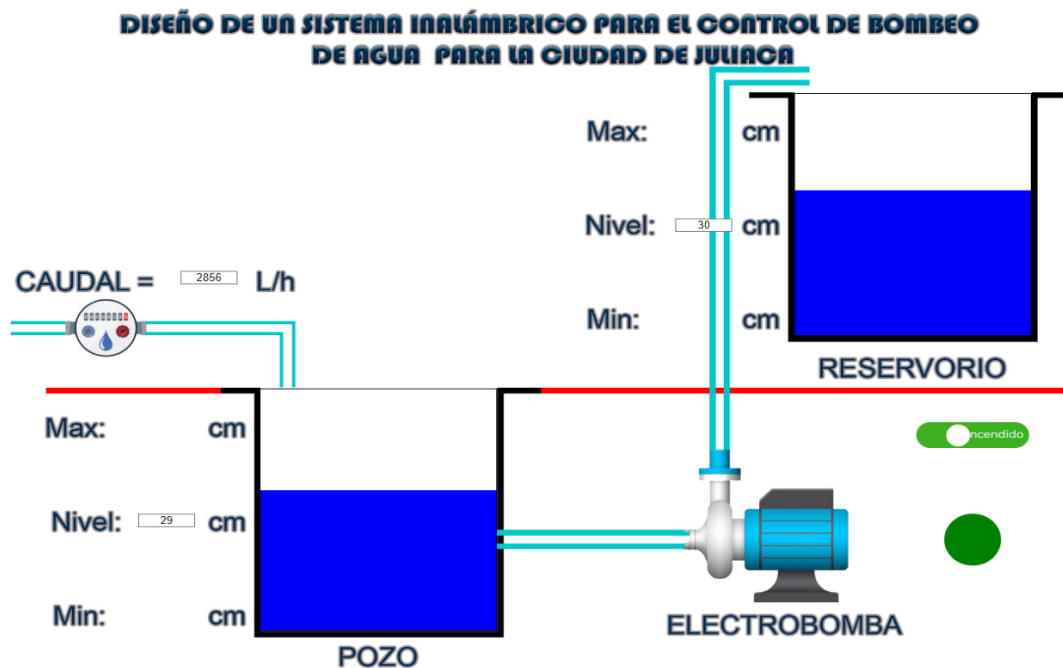 DISEÑO DE UN SISTEMA INALÁMBRICO PARA EL CONTROL DE BOMBEO
DE AGUA PARA LA CIUDAD DE JULIACA
Max: cm
Nivel: 30 cm
Min: cm
RESERVORIO
CAUDAL = 2856 L/h
Max: cm
Nivel: 29 cm
Min: cm
POZO
ncendido
ELECTROBOMBA